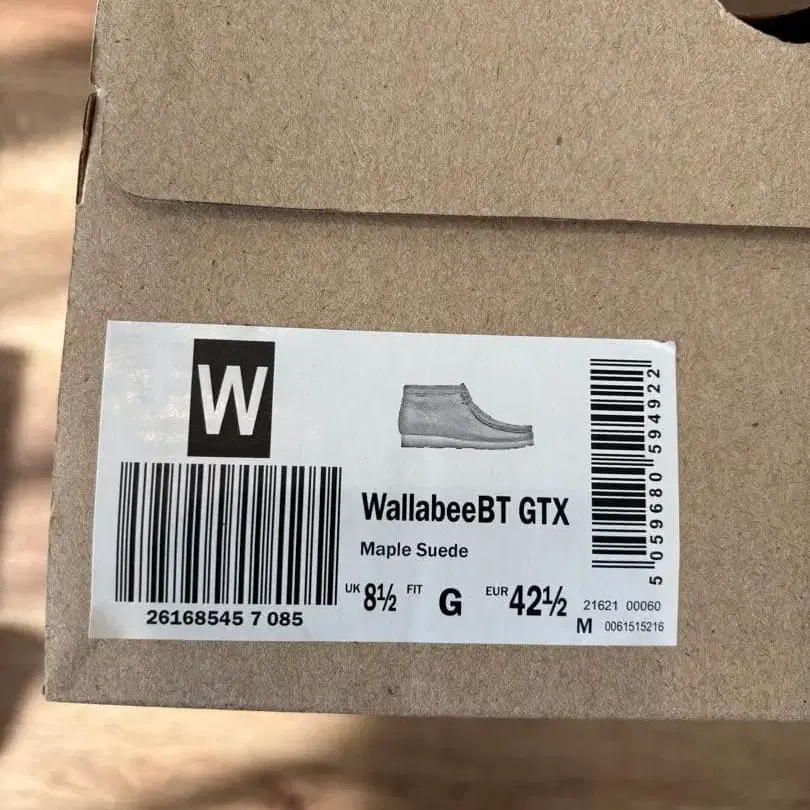 W
26168545 7 085
WallabeeBT GTX
Maple Suede
UK 8½ FIT G EUR 42½
21621 00060
M 0061515216
5 059680 594922